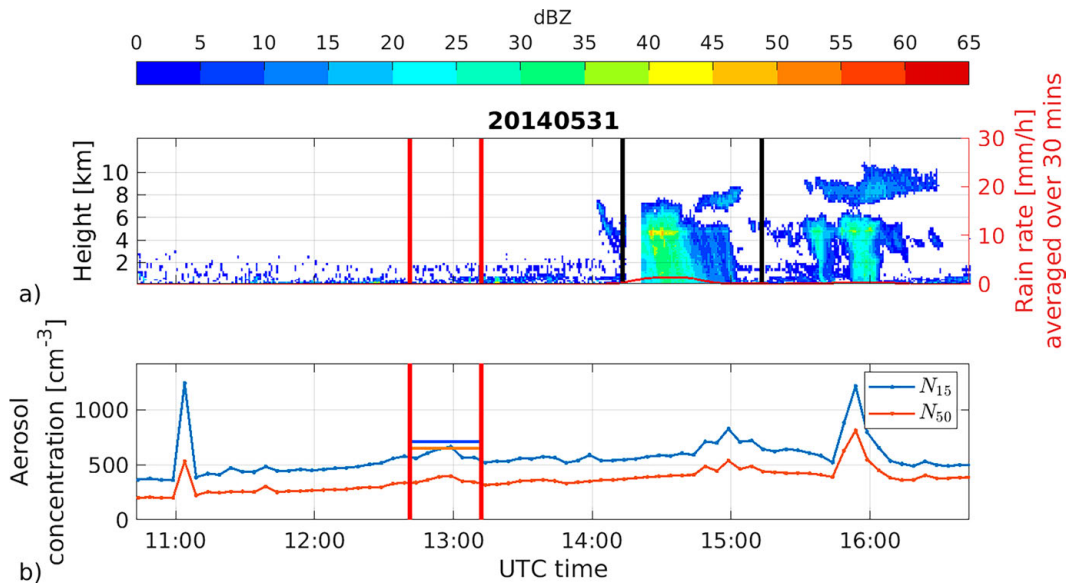 dBZ
0 5 10 15 20 25 30 35 40 45 50 55 60 65
20140531
Height [km]
10
8
6
4
2
30
20
10
0
Rain rate [mm/h]
averaged over 30 mins
a)
Aerosol
concentration [cm-3]
1000
500
0
N15
N50
11:00 12:00 13:00 14:00 15:00 16:00
UTC time
b)